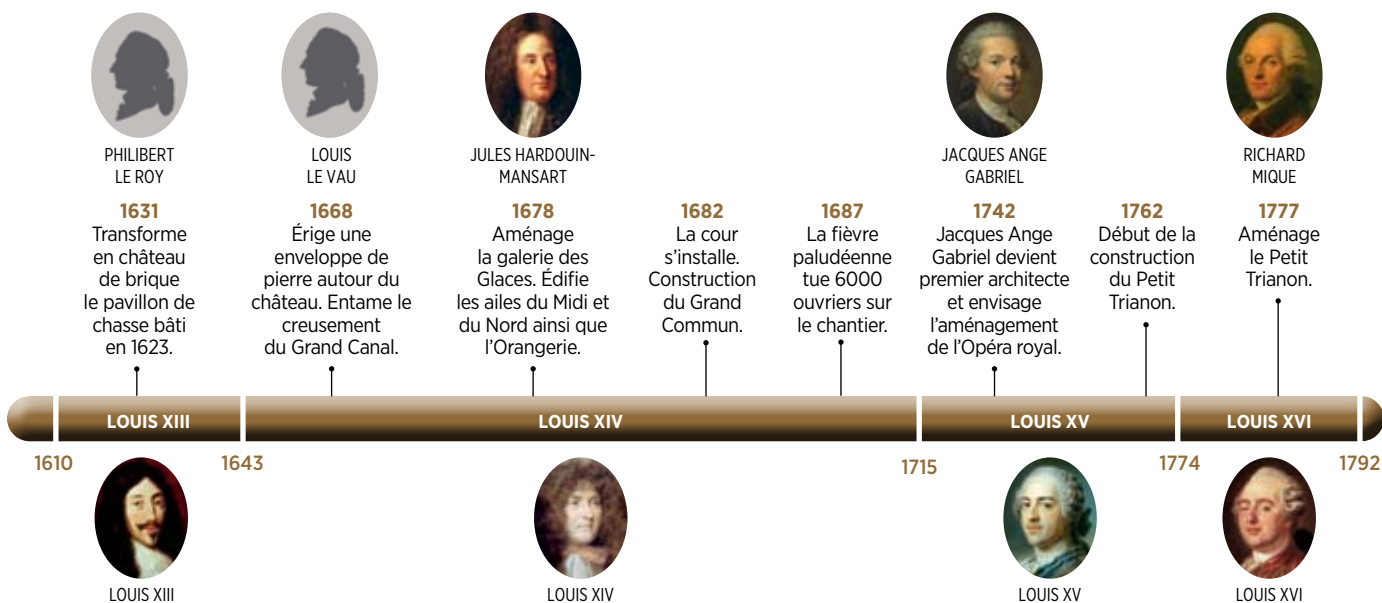 PHILIBERT
LE ROY
1631
Transforme
en château
de brique
le pavillon de
chasse bâti
en 1623.
LOUIS
LE VAU
1668
Érige une
enveloppe de
pierre autour du
château. Entame le
creusement
du Grand Canal.
JULES HARDOUIN-
MANSART
1678
Aménage
la galerie des
Glaces. Édifie
les ailes du Midi et
du Nord ainsi que
l’Orangerie.
1682
La cour
s’installe.
Construction
du Grand
Commun.
1687
La fièvre
paludéenne
tue 6000
ouvriers sur
le chantier.
JACQUES ANGE
GABRIEL
1742
Jacques Ange
Gabriel devient
premier architecte
et envisage
l’aménagement
de l’Opéra royal.
1762
Début de la
construction
du Petit
Trianon.
RICHARD
MIQUE
1777
Aménage
le Petit
Trianon.
LOUIS XIII
LOUIS XIV
LOUIS XV
LOUIS XVI
1610
1643
1715
1774
1792
LOUIS XIII
LOUIS XIV
LOUIS XV
LOUIS XVI